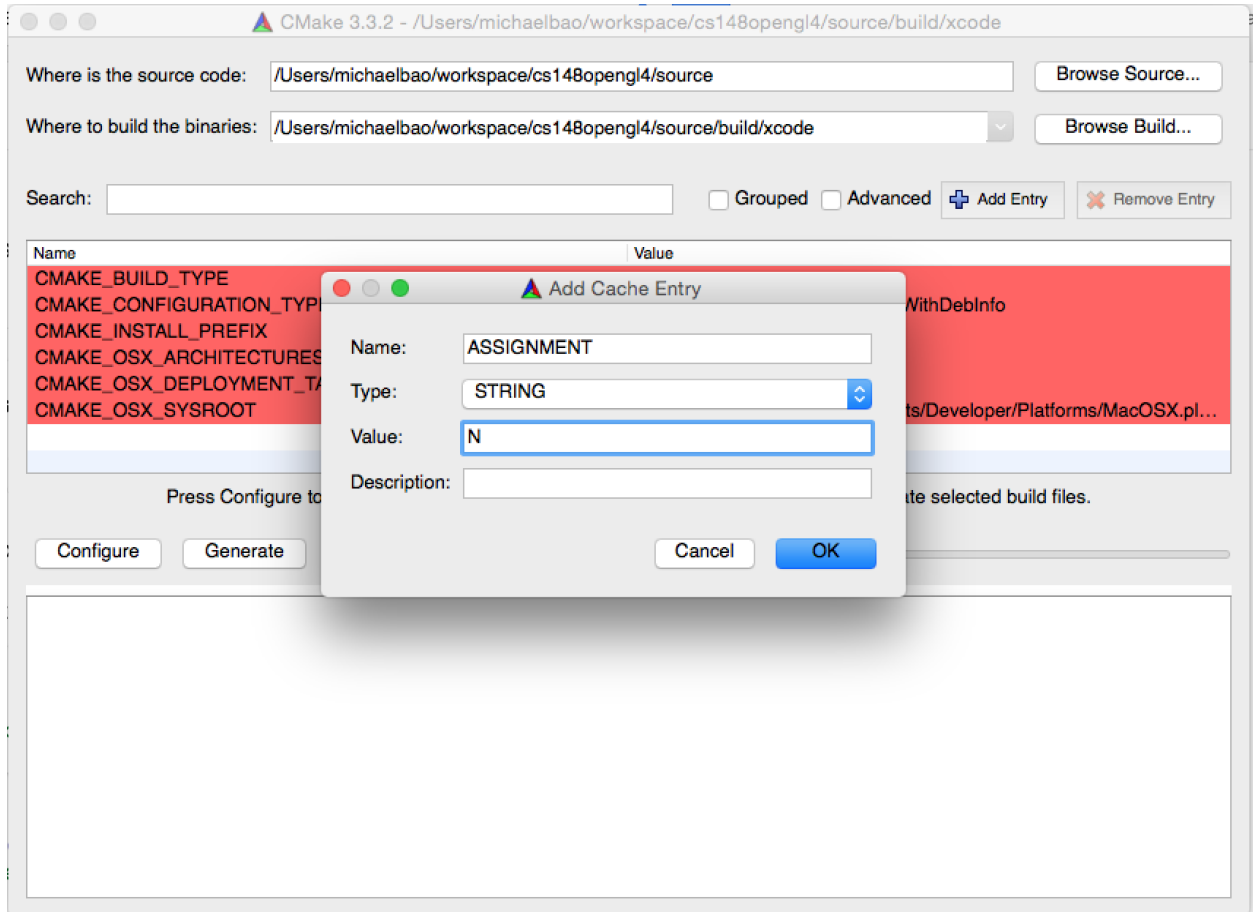 CMake 3.3.2 - /Users/michaelbao/workspace/cs148opengl4/source/build/xcode
Where is the source code: /Users/michaelbao/workspace/cs148opengl4/source Browse Source...
Where to build the binaries: /Users/michaelbao/workspace/cs148opengl4/source/build/xcode Browse Build...
Search: Grouped Advanced Add Entry Remove Entry
Name Value
CMAKE_BUILD_TYPE
CMAKE_CONFIGURATION_TYP WithDebInfo
CMAKE_INSTALL_PREFIX
CMAKE_OSX_ARCHITECTURES
CMAKE_OSX_DEPLOYMENT_TA
CMAKE_OSX_SYSROOT ts/Developer/Platforms/MacOSX.pl...
Add Cache Entry
Name: ASSIGNMENT
Type: STRING
Value: N
Description:
Cancel OK
Press Configure to ate selected build files.
Configure Generate